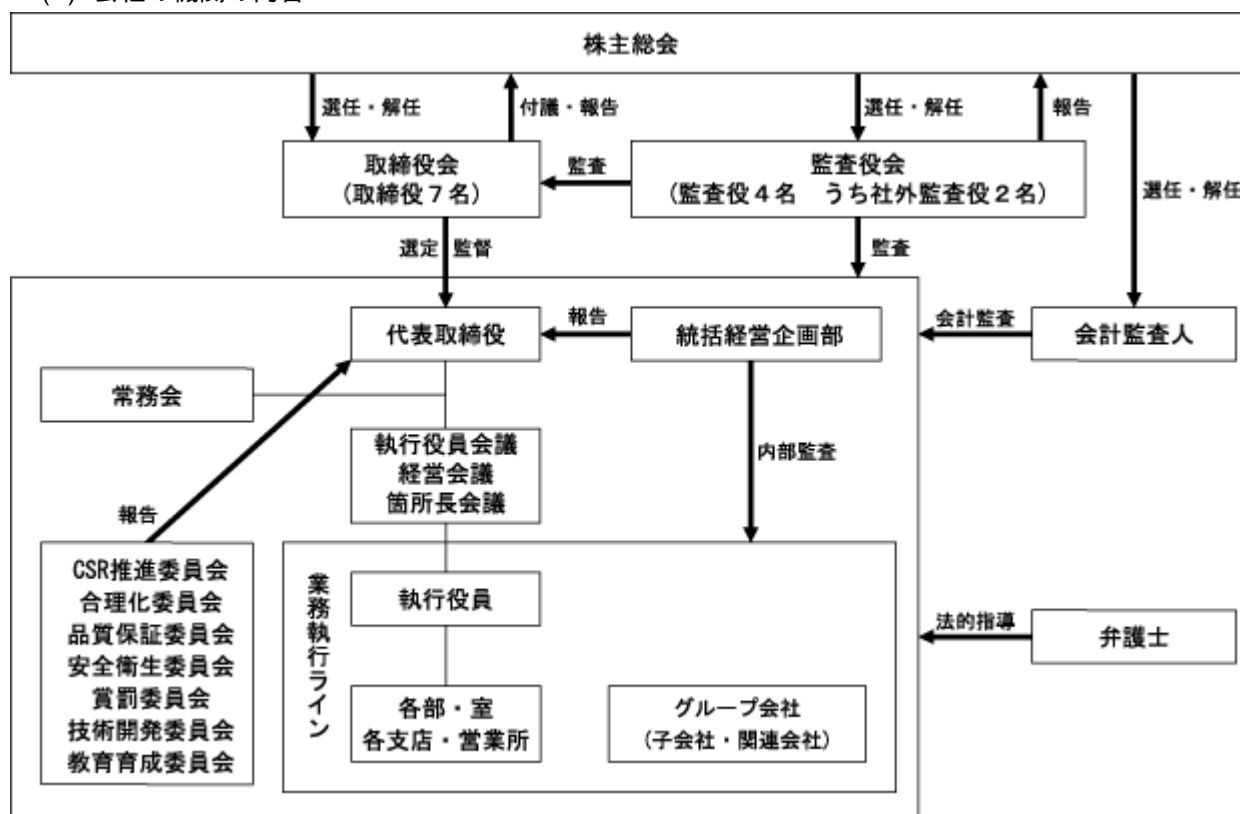 株主総会
選任・解任
付議・報告
選任・解任
報告
取締役会
(取締役7名)
監査
監査役会
(監査役4名 うち社外監査役2名)
選任・解任
選定 監督
監査
代表取締役
報告
統括経営企画部
会計監査
会計監査人
常務会
執行役員会議
経営会議
箇所長会議
内部監査
報告
CSR推進委員会
合理化委員会
品質保証委員会
安全衛生委員会
賞罰委員会
技術開発委員会
教育育成委員会
業務執行ライン
執行役員
法的指導
弁護士
各部・室
各支店・営業所
グループ会社
(子会社・関連会社)